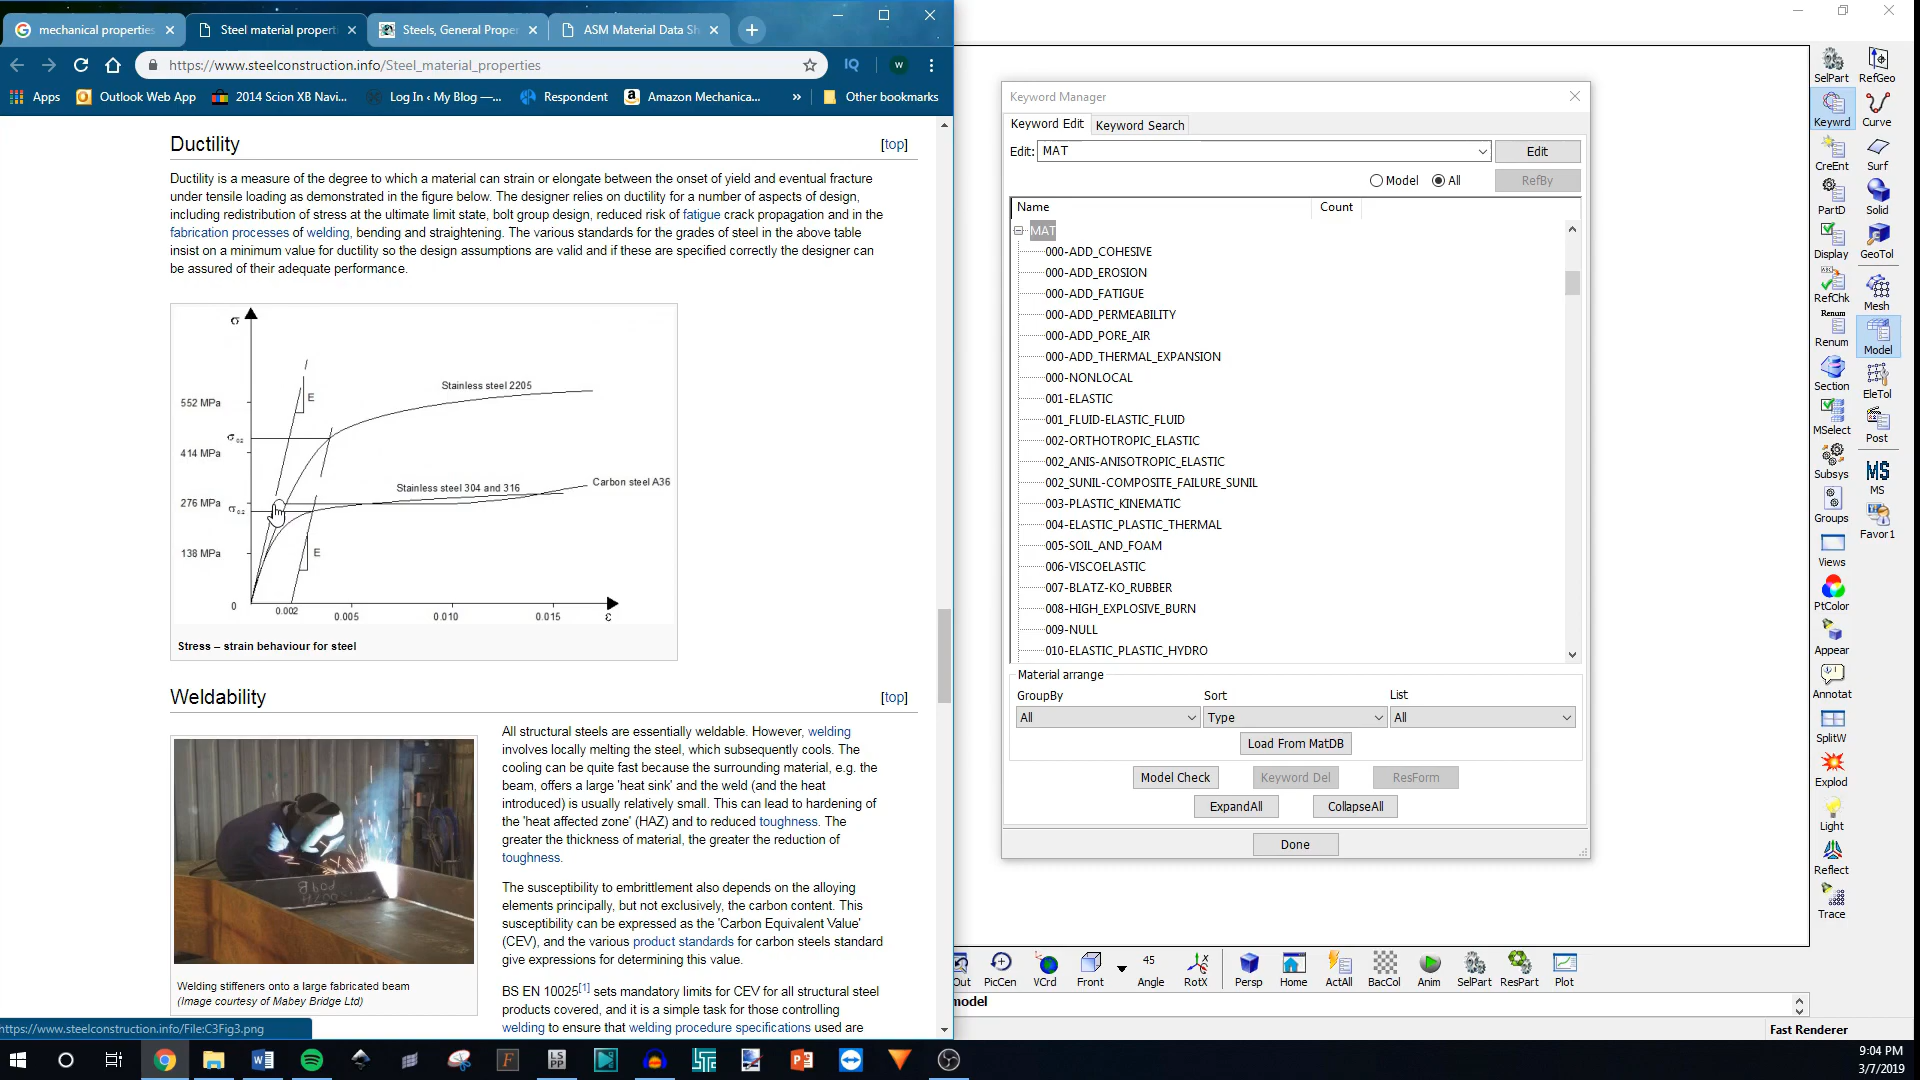 mechanical properties
Steel material propert
Steels, General Prope
ASM Material Data Sh
https://www.steelconstruction.info/Steel_material_properties
Apps
Outlook Web App
2014 Scion XB Navi...
Log In ‹ My Blog —...
Respondent
Amazon Mechanica...
»
Other bookmarks
Ductility
[top]
Ductility is a measure of the degree to which a material can strain or elongate between the onset of yield and eventual fracture
under tensile loading as demonstrated in the figure below. The designer relies on ductility for a number of aspects of design,
including redistribution of stress at the ultimate limit state, bolt group design, reduced risk of fatigue crack propagation and in the
fabrication processes of welding, bending and straightening. The various standards for the grades of steel in the above table
insist on a minimum value for ductility so the design assumptions are valid and if these are specified correctly the designer can
be assured of their adequate performance.
σ
552 MPa
σ0.2
414 MPa
276 MPa
σ0.2
138 MPa
0
E
E
Stainless steel 2205
Stainless steel 304 and 316
Carbon steel A36
0.002
0.005
0.010
0.015
ε
Stress – strain behaviour for steel
Weldability
[top]
All structural steels are essentially weldable. However, welding
involves locally melting the steel, which subsequently cools. The
cooling can be quite fast because the surrounding material, e.g. the
beam, offers a large 'heat sink' and the weld (and the heat
introduced) is usually relatively small. This can lead to hardening of
the 'heat affected zone' (HAZ) and to reduced toughness. The
greater the thickness of material, the greater the reduction of
toughness.
The susceptibility to embrittlement also depends on the alloying
elements principally, but not exclusively, the carbon content. This
susceptibility can be expressed as the 'Carbon Equivalent Value'
(CEV), and the various product standards for carbon steels standard
give expressions for determining this value.
BS EN 10025[1] sets mandatory limits for CEV for all structural steel
products covered, and it is a simple task for those controlling
welding to ensure that welding procedure specifications used are
Welding stiffeners onto a large fabricated beam
(Image courtesy of Mabey Bridge Ltd)
https://www.steelconstruction.info/File:C3Fig3.png
Keyword Manager
Keyword Edit
Keyword Search
Edit:
MAT
Edit
Model
All
RefBy
Name
Count
MAT
000-ADD_COHESIVE
000-ADD_EROSION
000-ADD_FATIGUE
000-ADD_PERMEABILITY
000-ADD_PORE_AIR
000-ADD_THERMAL_EXPANSION
000-NONLOCAL
001-ELASTIC
001_FLUID-ELASTIC_FLUID
002-ORTHOTROPIC_ELASTIC
002_ANIS-ANISOTROPIC_ELASTIC
002_SUNIL-COMPOSITE_FAILURE_SUNIL
003-PLASTIC_KINEMATIC
004-ELASTIC_PLASTIC_THERMAL
005-SOIL_AND_FOAM
006-VISCOELASTIC
007-BLATZ-KO_RUBBER
008-HIGH_EXPLOSIVE_BURN
009-NULL
010-ELASTIC_PLASTIC_HYDRO
Material arrange
GroupBy
Sort
List
All
Type
All
Load From MatDB
Model Check
Keyword Del
ResForm
ExpandAll
CollapseAll
Done
SelPart
RefGeo
Keywrd
Curve
CreEnt
Surf
PartD
Solid
Display
GeoTol
RefChk
Mesh
Renum
Renum
Model
Section
EleTol
MSelect
Post
Subsys
MS
MS
Groups
Favor1
Views
PtColor
Appear
Annotat
SplitW
Explod
Light
Reflect
Trace
Out
PicCen
VCrd
Front
45
Angle
RotX
Persp
Home
ActAll
BacCol
Anim
SelPart
ResPart
Plot
model
Fast Renderer
9:04 PM
3/7/2019